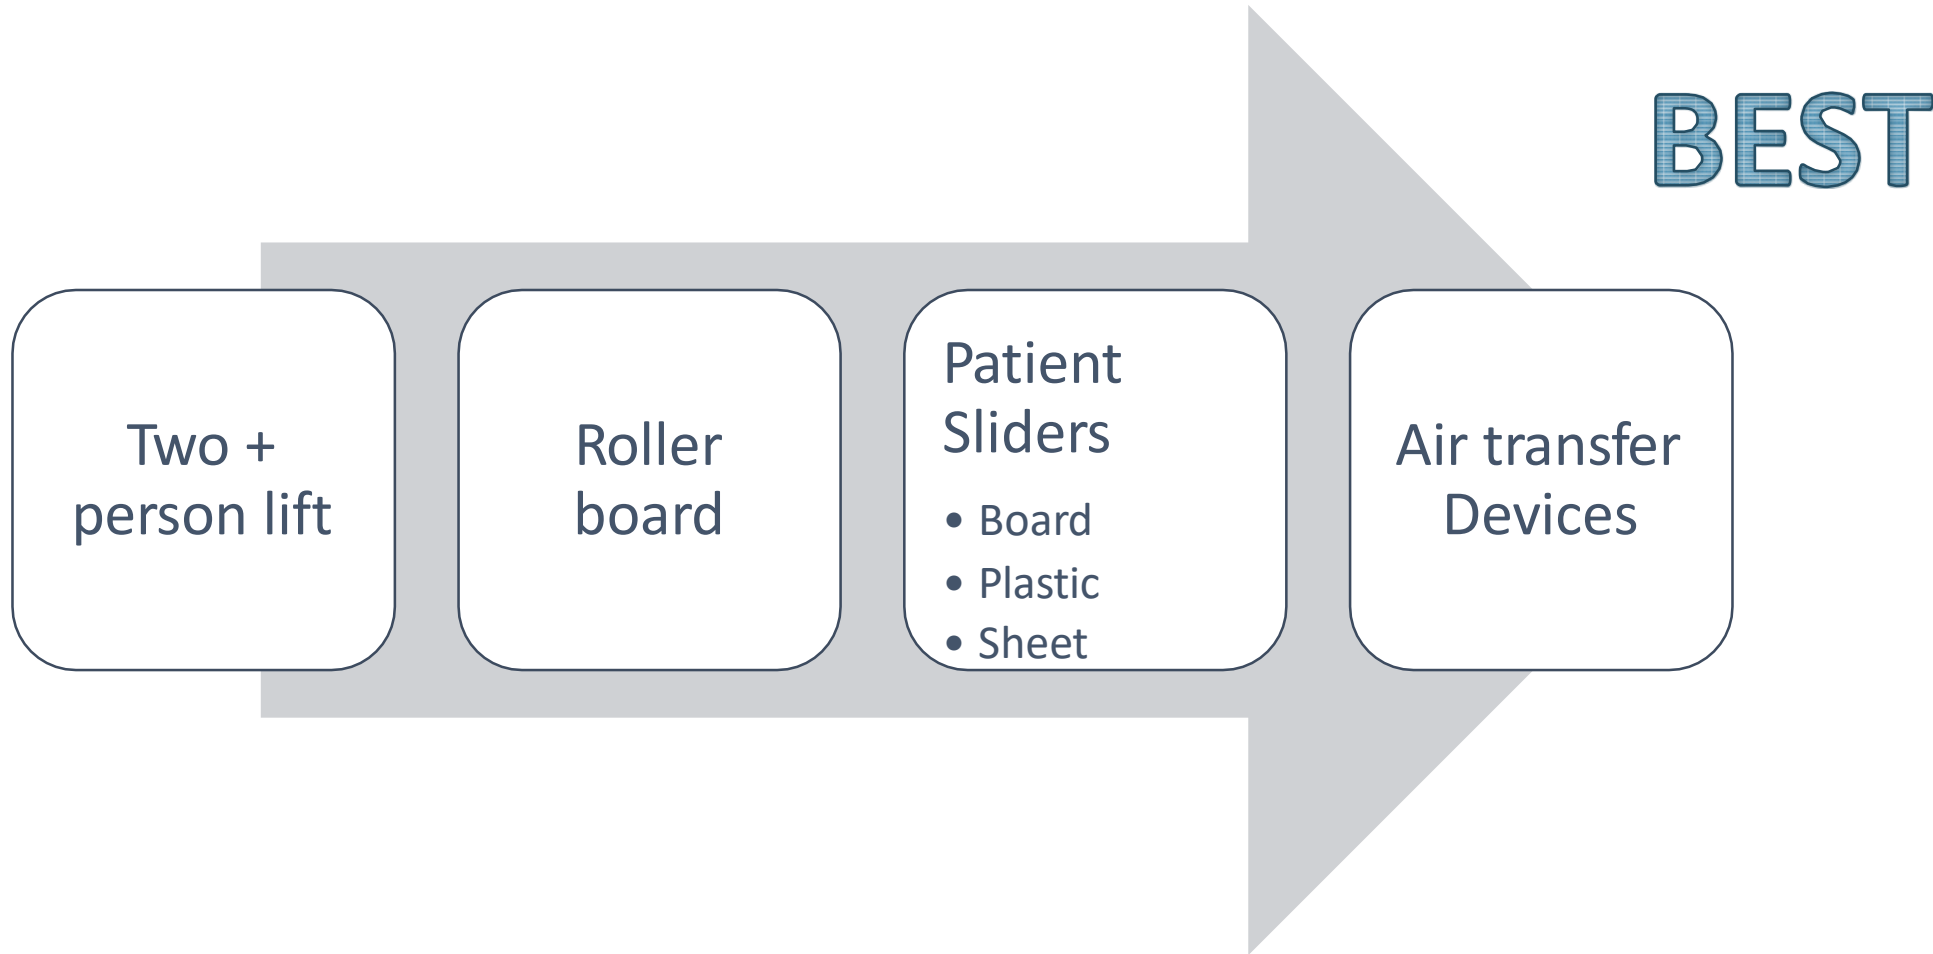 BEST
Two +
person lift
Roller
board
Patient
Sliders
• Board
• Plastic
• Sheet
Air transfer
Devices